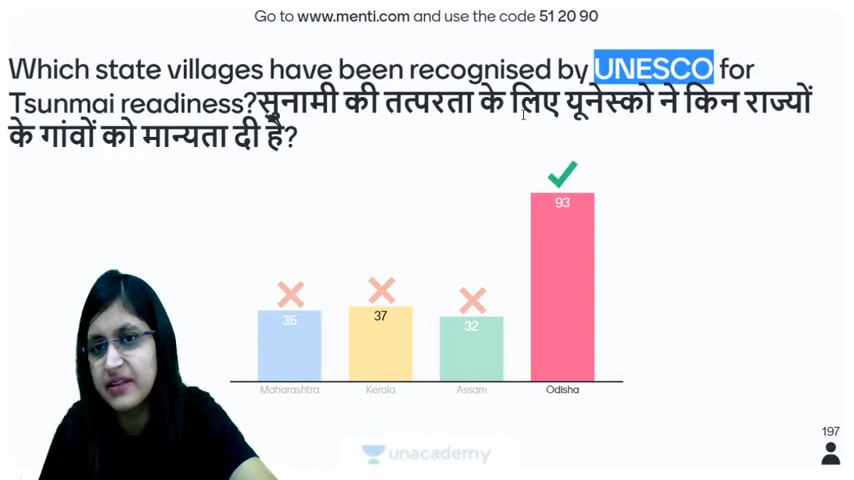 Go to www.menti.com and use the code 51 20 90
Which state villages have been recognised by UNESCO for
Tsunmai readiness?सुनामी की तत्परता के लिए यूनेस्को ने किन राज्यों
के गांवों को मान्यता दी है?
93
35
37
32
Maharashtra
Kerala
Assam
Odisha
197
unacademy